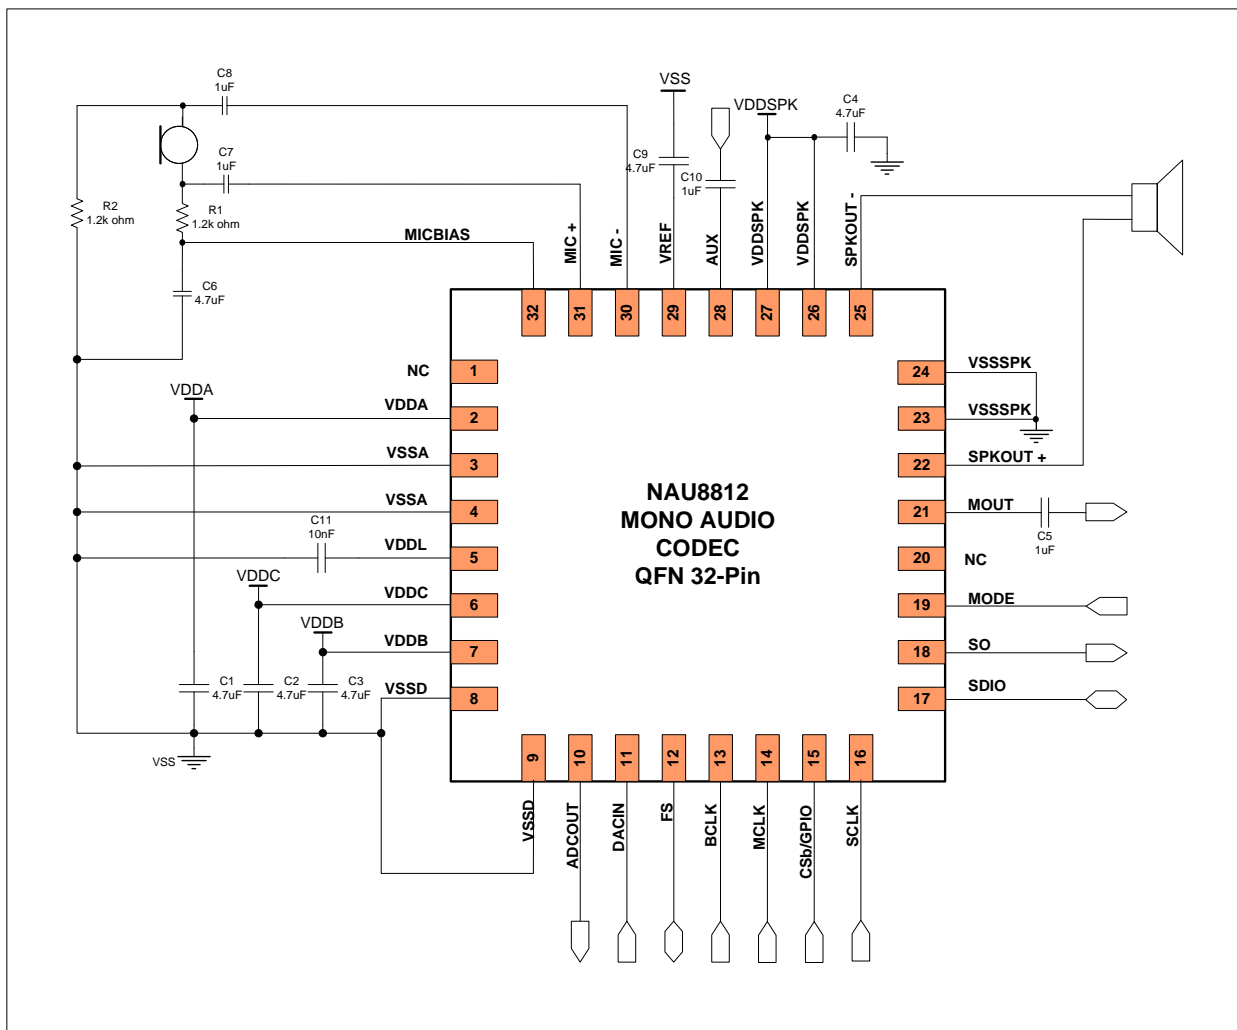 C8
1uF
VSS
VDDSPK
C4
4.7uF
C7
1uF
C9
4.7uF
C10
1uF
R2
1.2k ohm
R1
1.2k ohm
MICBIAS
MIC +
MIC -
VREF
AUX
VDDSPK
VDDSPK
SPKOUT -
C6
4.7uF
32
31
30
29
28
27
26
25
NC
1
VDDA
VDDA
2
VSSA
3
VSSA
4
C11
10nF
VDDL
5
VDDC
VDDC
6
VDDB
VDDB
7
C1
4.7uF
C2
4.7uF
C3
4.7uF
VSSD
8
VSS
NAU8812
MONO AUDIO
CODEC
QFN 32-Pin
24
VSSSPK
23
VSSSPK
22
SPKOUT +
21
MOUT
C5
1uF
20
NC
19
MODE
18
SO
17
SDIO
9
10
11
12
13
14
15
16
VSSD
ADCOUT
DACIN
FS
BCLK
MCLK
CSb/GPIO
SCLK